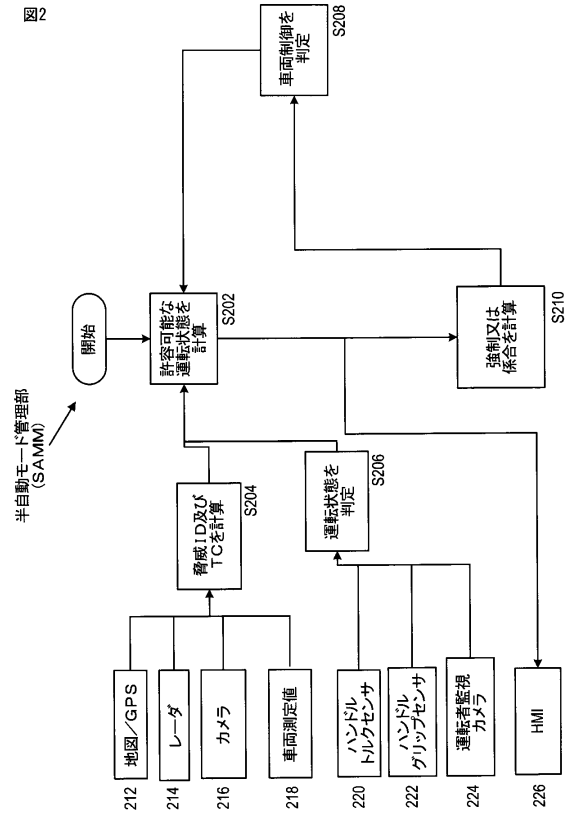 図2
半自動モード管理部
(SAMM)
開始
許容可能な
運転状態を
計算
S202
車両制御を
判定
S208
脅威ID及び
TCを計算
S204
運転状態を
判定
S206
強制又は
係合を計算
S210
212
地図/GPS
214
レーダ
216
カメラ
218
車両測定値
220
ハンドル
トルクセンサ
222
ハンドル
グリップセンサ
224
運転者監視
カメラ
226
HMI